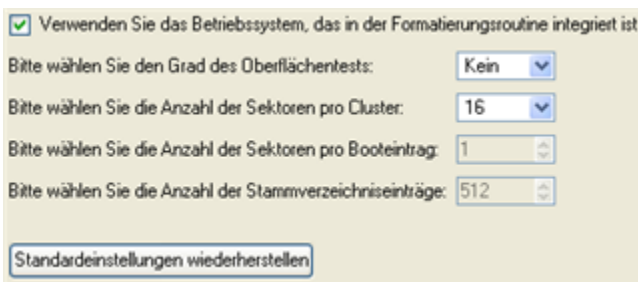 Verwenden Sie das Betriebssystem, das in der Formatierungsroutine integriert ist
Bitte wählen Sie den Grad des Oberflächentests: Kein
Bitte wählen Sie die Anzahl der Sektoren pro Cluster: 16
Bitte wählen Sie die Anzahl der Sektoren pro Booteintrag: 1
Bitte wählen Sie die Anzahl der Stammverzeichniseinträge: 512
Standardeinstellungen wiederherstellen